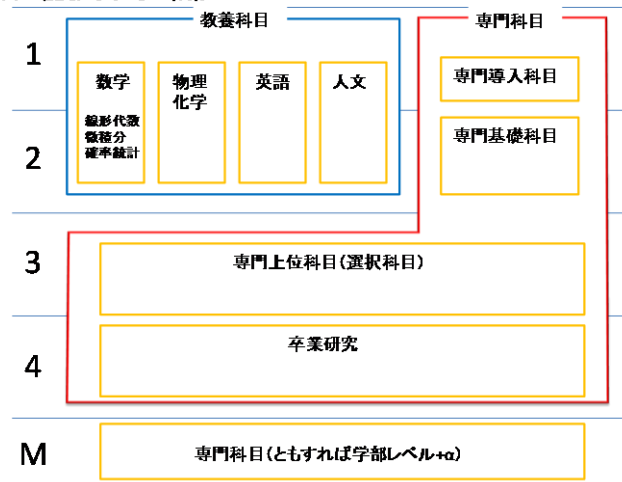 教養科目
専門科目
1
数学
線形代数
微積分
確率統計
物理
化学
英語
人文
専門導入科目
2
専門基礎科目
3
専門上位科目(選択科目)
4
卒業研究
M
専門科目(ともすれば学部レベル+α)